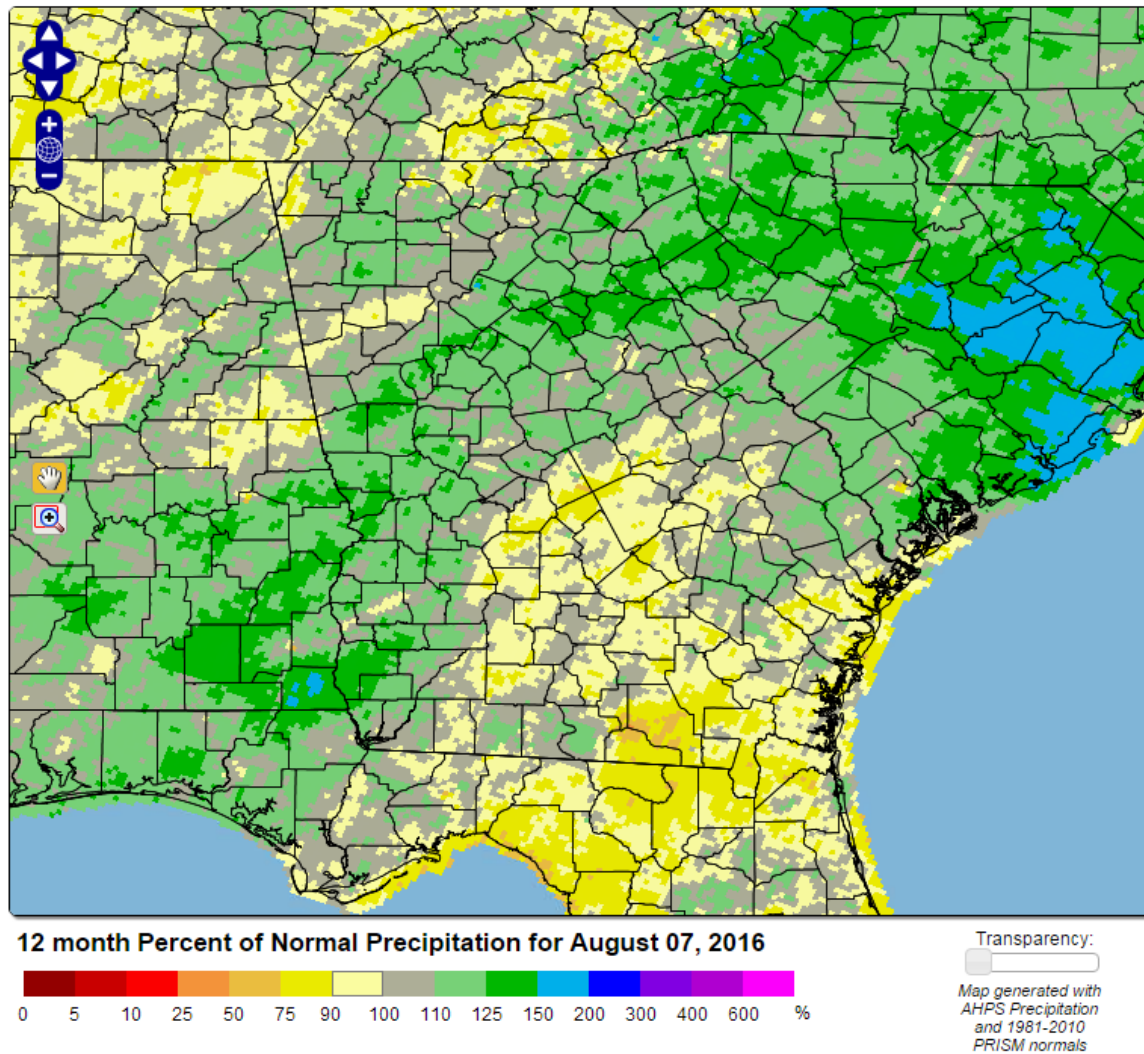 12 month Percent of Normal Precipitation for August 07, 2016
0 5 10 25 50 75 90 100 110 125 150 200 300 400 600 %
Transparency:
Map generated with
AHPS Precipitation
and 1981-2010
PRISM normals